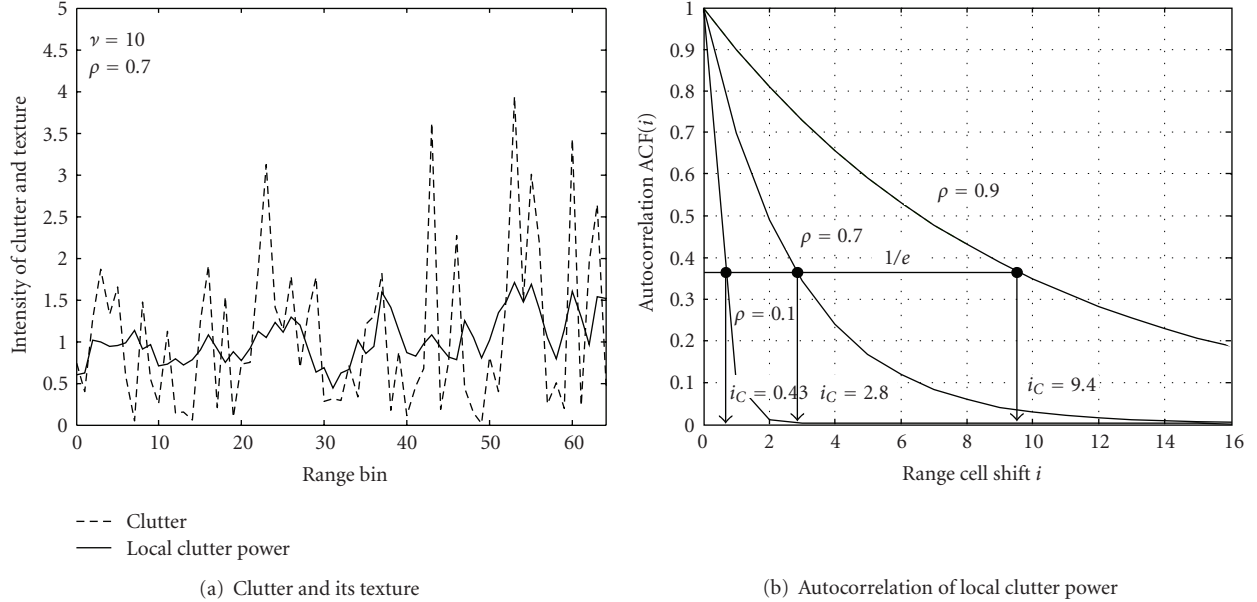 5
4.5
4
3.5
3
2.5
2
1.5
1
0.5
0
ν = 10
ρ = 0.7
Intensity of clutter and texture
0 10 20 30 40 50 60
Range bin
Clutter
Local clutter power
(a) Clutter and its texture
1
0.9
0.8
0.7
0.6
0.5
0.4
0.3
0.2
0.1
0
Autocorrelation ACF(i)
ρ = 0.9
ρ = 0.7
1/e
ρ = 0.1
i_C = 0.43
i_C = 2.8
i_C = 9.4
0 2 4 6 8 10 12 14 16
Range cell shift i
(b) Autocorrelation of local clutter power